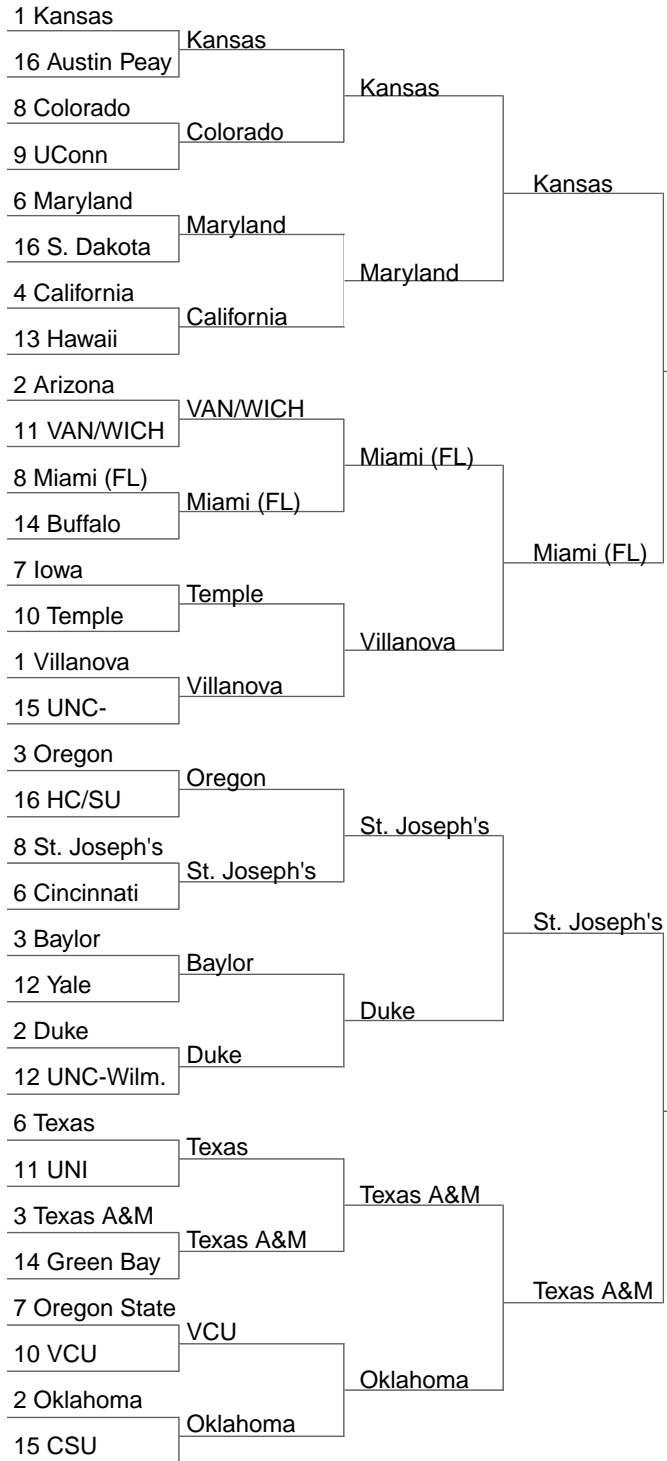 1 Kansas
16 Austin Peay
8 Colorado
9 UConn
6 Maryland
16 S. Dakota
4 California
13 Hawaii
2 Arizona
11 VAN/WICH
8 Miami (FL)
14 Buffalo
7 Iowa
10 Temple
1 Villanova
15 UNC-
3 Oregon
16 HC/SU
8 St. Joseph's
6 Cincinnati
3 Baylor
12 Yale
2 Duke
12 UNC-Wilm.
6 Texas
11 UNI
3 Texas A&M
14 Green Bay
7 Oregon State
10 VCU
2 Oklahoma
15 CSU
Kansas
Colorado
Maryland
California
VAN/WICH
Miami (FL)
Temple
Villanova
Oregon
St. Joseph's
Baylor
Duke
Texas
Texas A&M
VCU
Oklahoma
Kansas
Maryland
Miami (FL)
Villanova
St. Joseph's
Duke
Texas A&M
Oklahoma
Kansas
Miami (FL)
St. Joseph's
Texas A&M